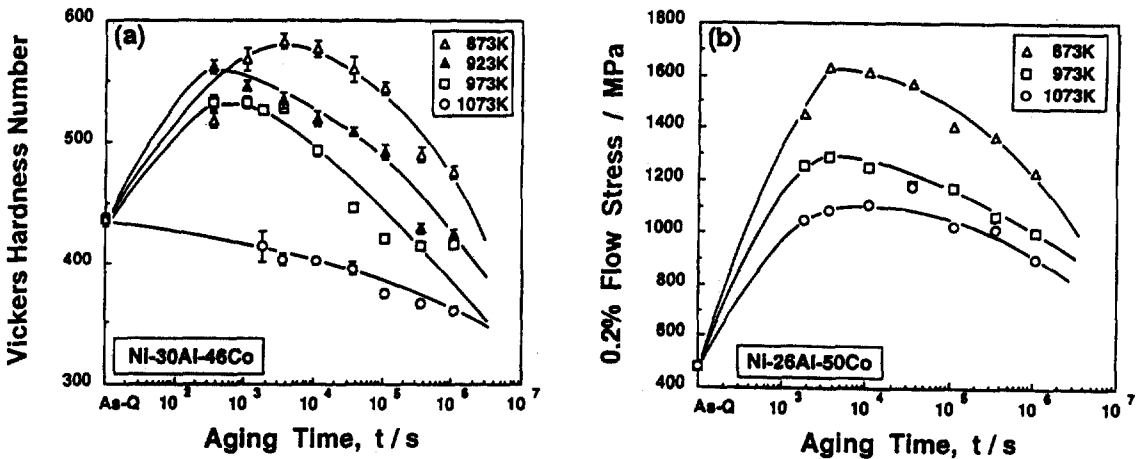 (a)
Vickers Hardness Number
600
500
400
300
873K
923K
973K
1073K
Ni-30Al-46Co
As-Q 10^2 10^3 10^4 10^5 10^6 10^7
Aging Time, t / s
(b)
0.2% Flow Stress / MPa
1800
1600
1400
1200
1000
800
600
400
873K
973K
1073K
Ni-26Al-50Co
As-Q 10^3 10^4 10^5 10^6 10^7
Aging Time, t / s